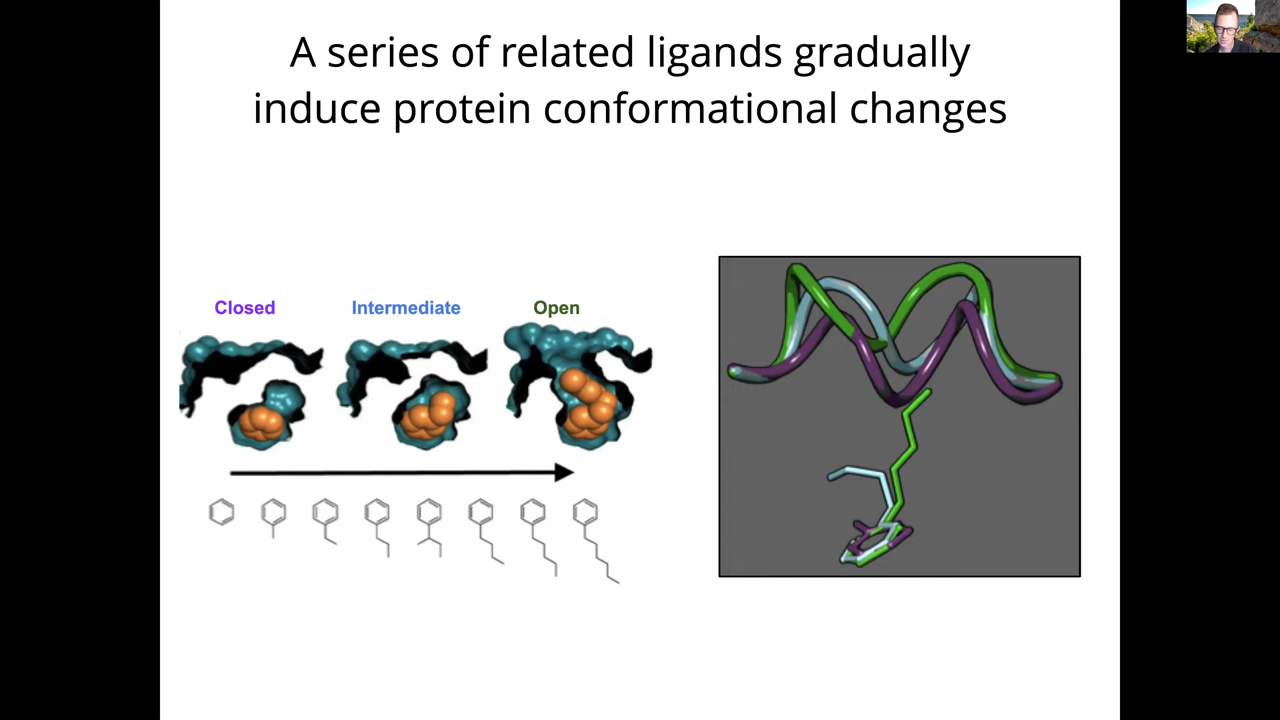 A series of related ligands gradually
induce protein conformational changes
Closed
Intermediate
Open